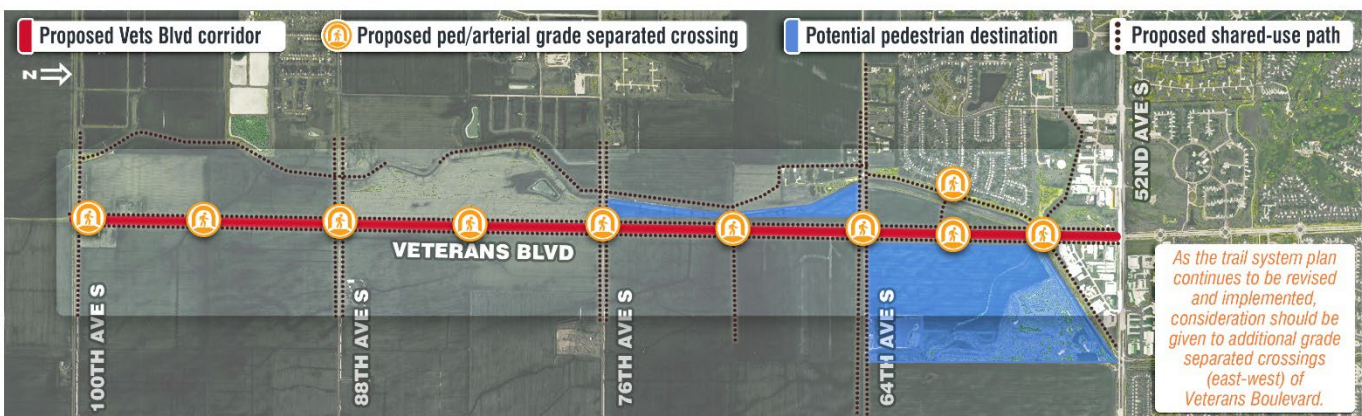 Proposed Vets Blvd corridor
Proposed ped/arterial grade separated crossing
Potential pedestrian destination
Proposed shared-use path
N
52ND AVE S
VETERANS BLVD
100TH AVE S
88TH AVE S
76TH AVE S
64TH AVE S
As the trail system plan
continues to be revised
and implemented,
consideration should be
given to additional grade
separated crossings
(east-west) of
Veterans Boulevard.